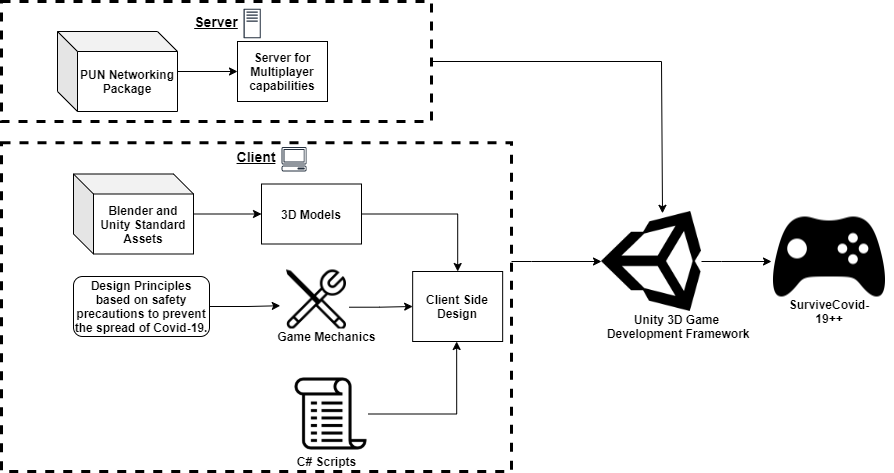 Server
PUN Networking
Package
Server for
Multiplayer
capabilities
Client
Blender and
Unity Standard
Assets
3D Models
Design Principles
based on safety
precautions to prevent
the spread of Covid-19.
Game Mechanics
Client Side
Design
C# Scripts
Unity 3D Game
Development Framework
SurviveCovid-
19++